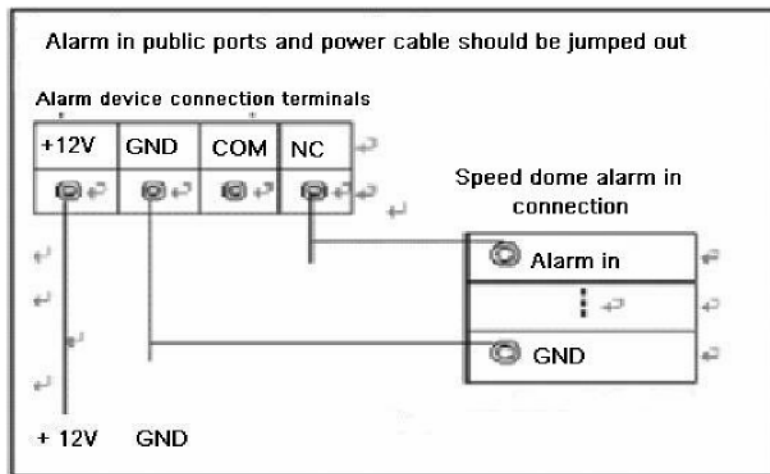 Alarm in public ports and power cable should be jumped out
Alarm device connection terminals
+12V GND COM NC
Speed dome alarm in
connection
Alarm in
GND
+ 12V GND